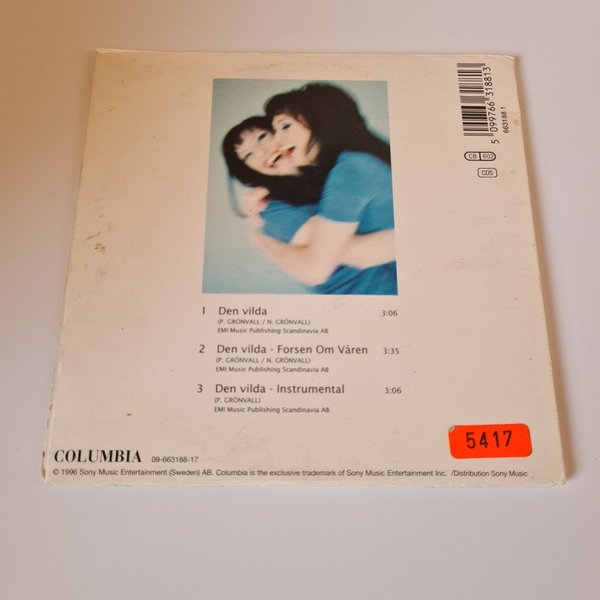 5 099766 318813
663188 1
CB 502
CDS
1 Den vilda 3:06
(P. GRÖNVALL / N. GRÖNVALL)
EMI Music Publishing Scandinavia AB
2 Den vilda - Forsen Om Våren 3:35
(P. GRÖNVALL / N. GRÖNVALL)
EMI Music Publishing Scandinavia AB
3 Den vilda - Instrumental 3:06
(P. GRÖNVALL)
EMI Music Publishing Scandinavia AB
5417
COLUMBIA 09-663188-17
© 1996 Sony Music Entertainment (Sweden) AB. Columbia is the exclusive trademark of Sony Music Entertainment Inc. /Distribution Sony Music